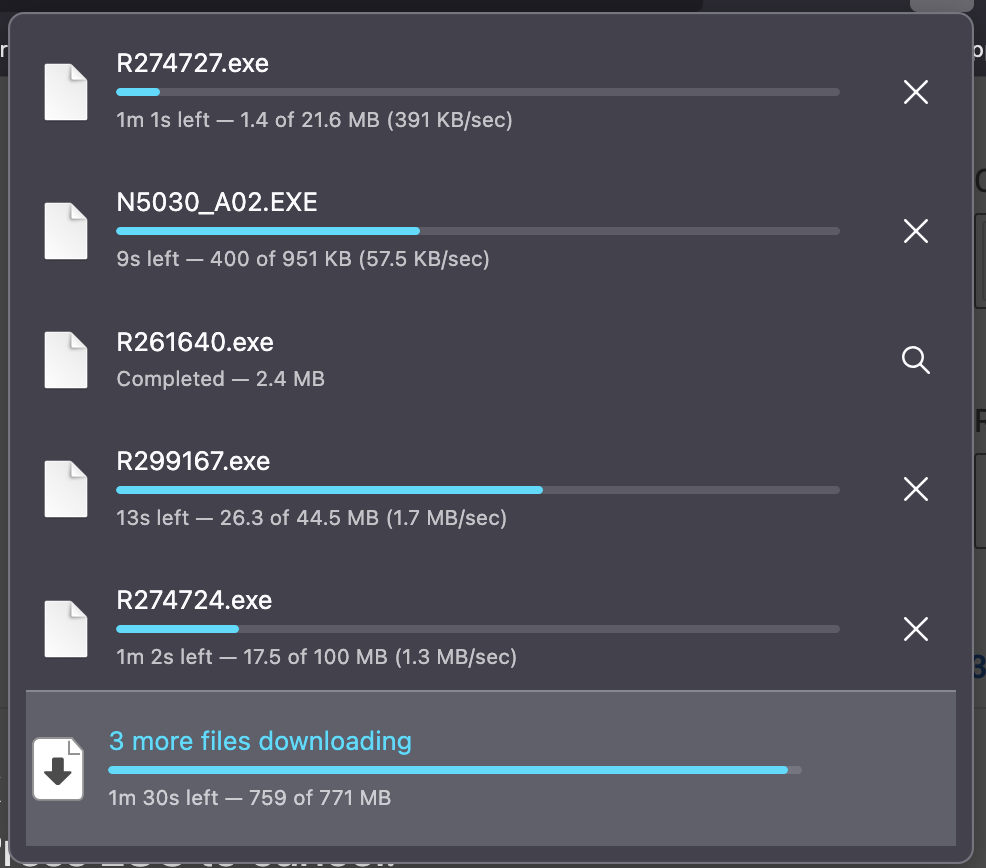 R274727.exe
1m 1s left — 1.4 of 21.6 MB (391 KB/sec)
N5030_A02.EXE
9s left — 400 of 951 KB (57.5 KB/sec)
R261640.exe
Completed — 2.4 MB
R299167.exe
13s left — 26.3 of 44.5 MB (1.7 MB/sec)
R274724.exe
1m 2s left — 17.5 of 100 MB (1.3 MB/sec)
3 more files downloading
1m 30s left — 759 of 771 MB